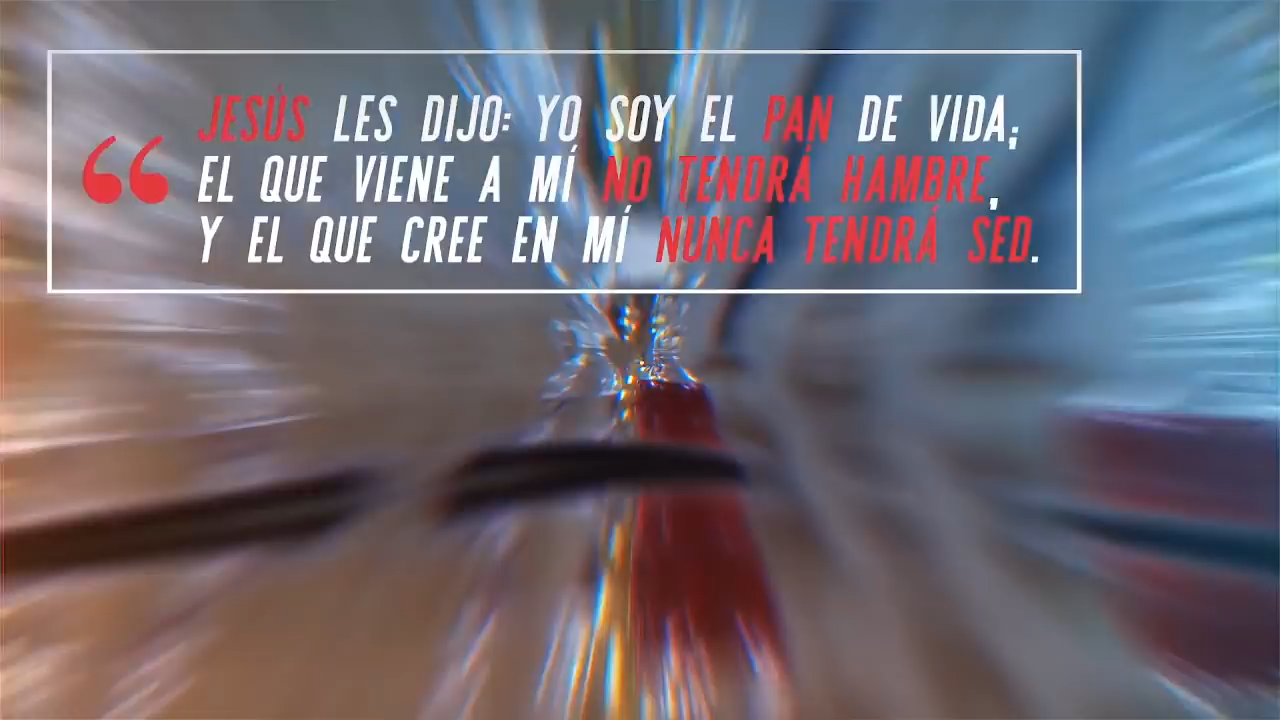 “
JESÚS LES DIJO: YO SOY EL PAN DE VIDA;
EL QUE VIENE A MÍ NO TENDRÁ HAMBRE,
Y EL QUE CREE EN MÍ NUNCA TENDRÁ SED.